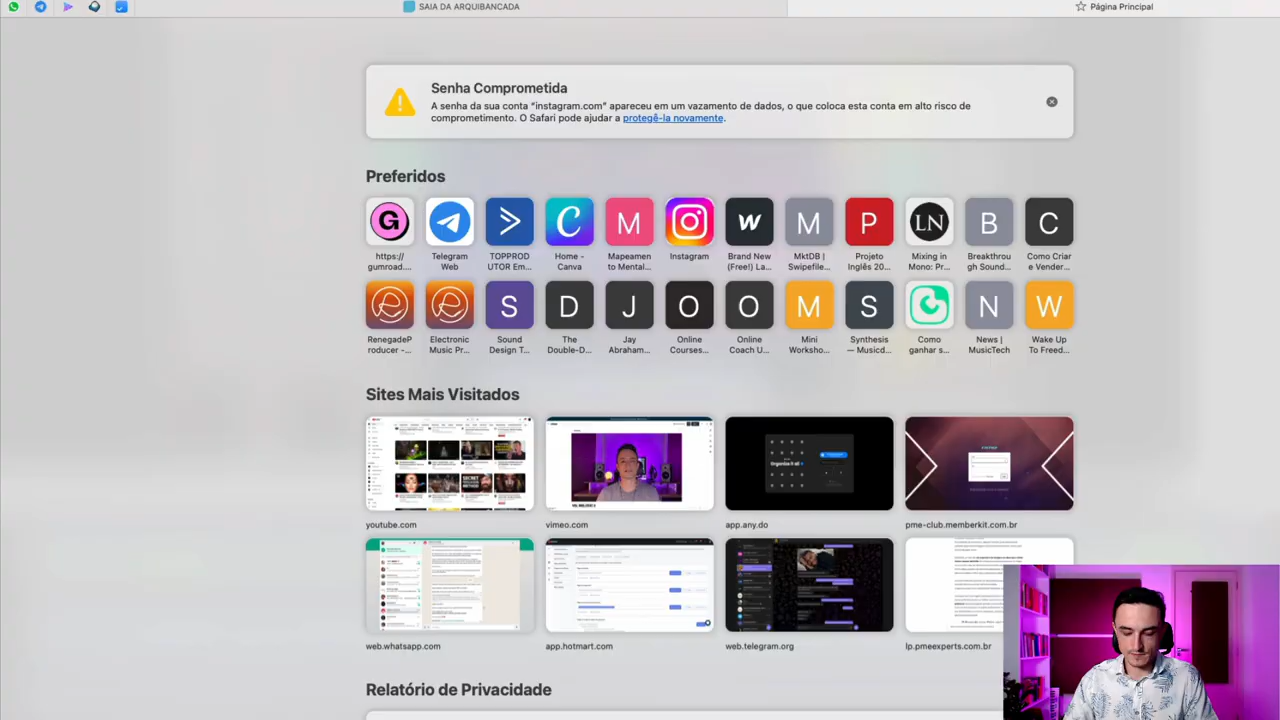 SAIA DA ARQUIBANCADA
Página Principal
Senha Comprometida
A senha da sua conta “instagram.com” apareceu em um vazamento de dados, o que coloca esta conta em alto risco de
comprometimento. O Safari pode ajudar a protegê-la novamente.
Preferidos
G
C
M
W
M
P
LN
B
C
https://
gumroad....
Telegram
Web
TOPPROD
UTOR Em...
Home -
Canva
Mapeamen
to Mental...
Instagram
Brand New
(Free!) La...
MktDB |
Swipefile...
Projeto
Inglês 20...
Mixing in
Mono: Pr...
Breakthrou
gh Sound...
Como Criar
e Vender...
S
D
J
O
O
M
S
N
W
RenegadeP
roducer -...
Electronic
Music Pr...
Sound
Design T...
The
Double-D...
Jay
Abraham...
Online
Courses...
Online
Coach U...
Mini
Worksho...
Synthesis
— Musicd...
Como
ganhar s...
News |
MusicTech
Wake Up
To Freed...
Sites Mais Visitados
Organize it all
youtube.com
vimeo.com
app.any.do
pme-club.memberkit.com.br
web.whatsapp.com
app.hotmart.com
web.telegram.org
lp.pmeexperts.com.br
Relatório de Privacidade